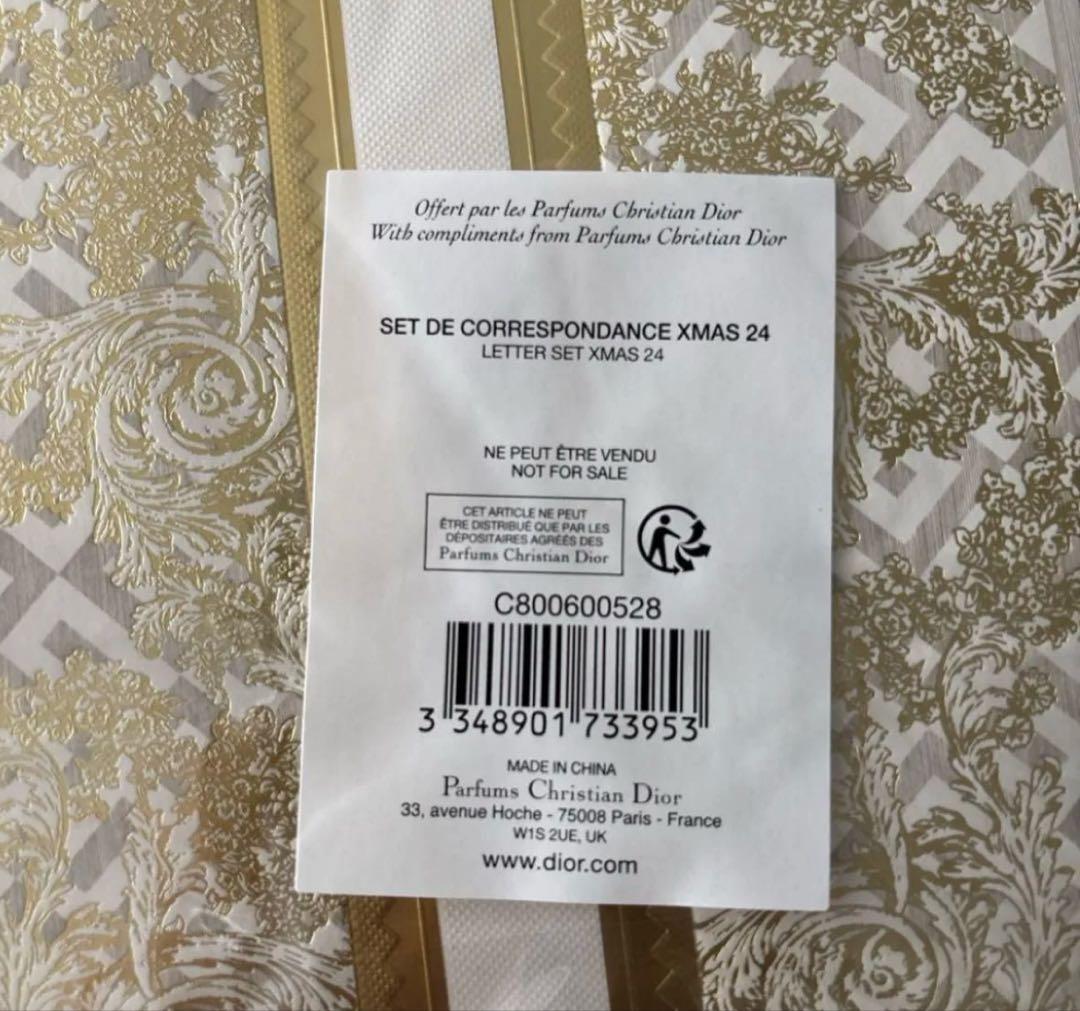 Offert par les Parfums Christian Dior
With compliments from Parfums Christian Dior
SET DE CORRESPONDANCE XMAS 24
LETTER SET XMAS 24
NE PEUT ÊTRE VENDU
NOT FOR SALE
CET ARTICLE NE PEUT
ÊTRE DISTRIBUÉ QUE PAR LES
DÉPOSITAIRES AGRÉÉS DES
Parfums Christian Dior
C800600528
3 348901 733953
MADE IN CHINA
Parfums Christian Dior
33, avenue Hoche - 75008 Paris - France
W1S 2UE, UK
www.dior.com